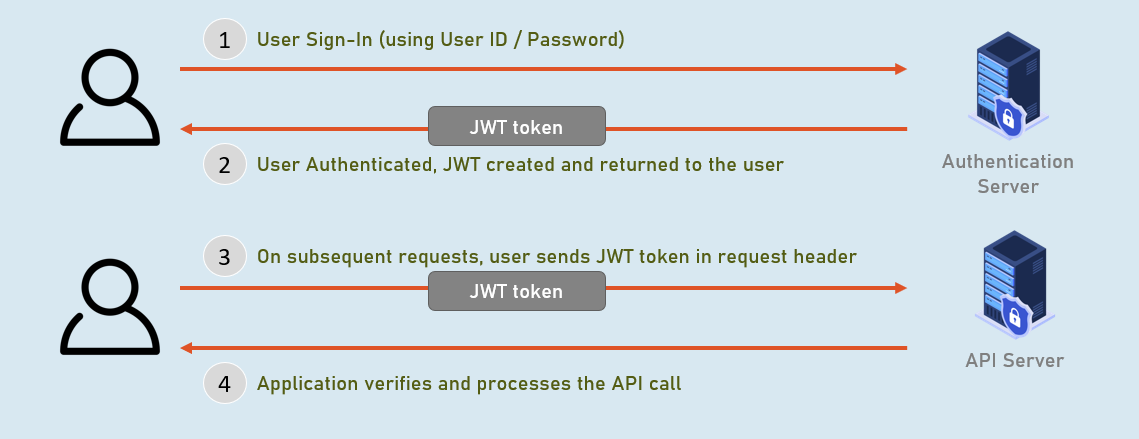 1 User Sign-In (using User ID / Password)
JWT token
2 User Authenticated, JWT created and returned to the user
Authentication
Server
3 On subsequent requests, user sends JWT token in request header
JWT token
API Server
4 Application verifies and processes the API call